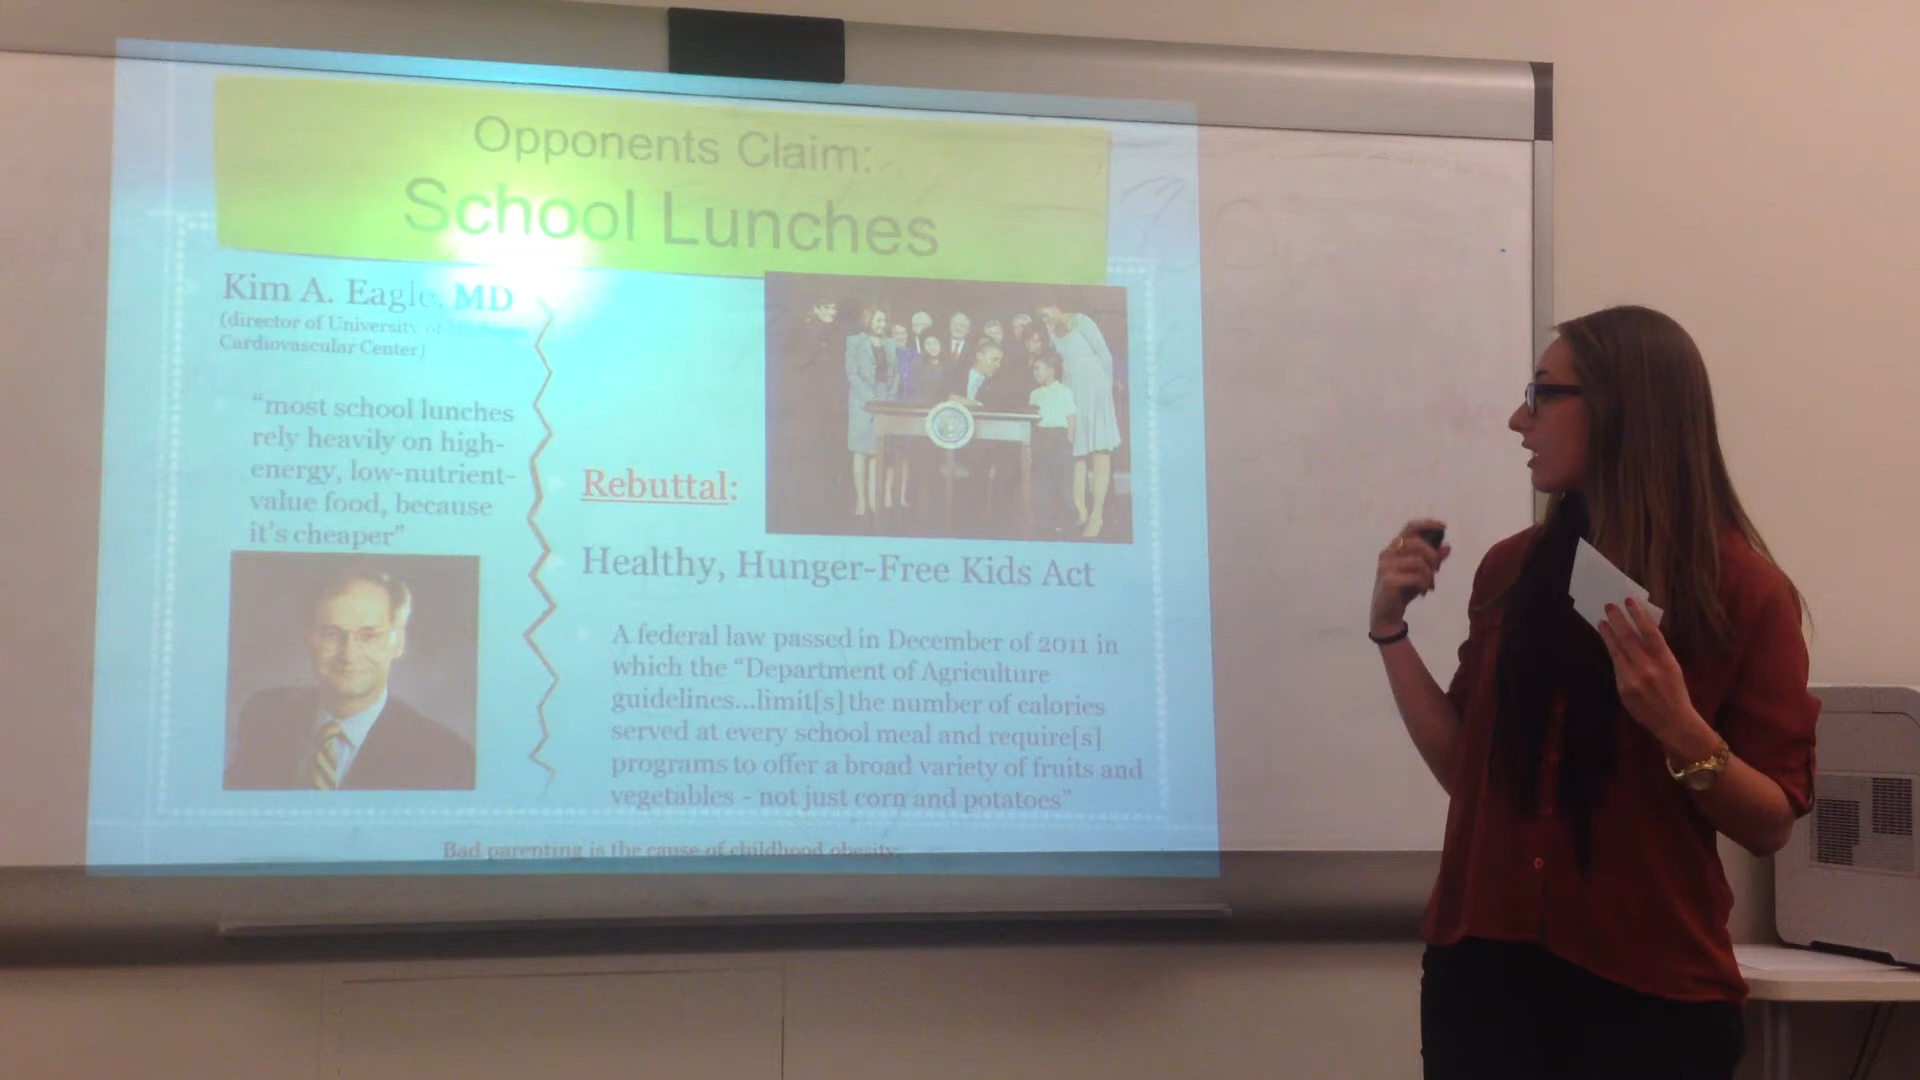 Opponents Claim:
School Lunches
Kim A. Eagle, MD
(director of University of
Cardiovascular Center)
“most school lunches
rely heavily on high-
energy, low-nutrient-
value food, because
it's cheaper”
Rebuttal:
Healthy, Hunger-Free Kids Act
A federal law passed in December of 2011 in
which the “Department of Agriculture
guidelines...limit[s] the number of calories
served at every school meal and require[s]
programs to offer a broad variety of fruits and
vegetables - not just corn and potatoes”
Bad parenting is the cause of childhood obesity.